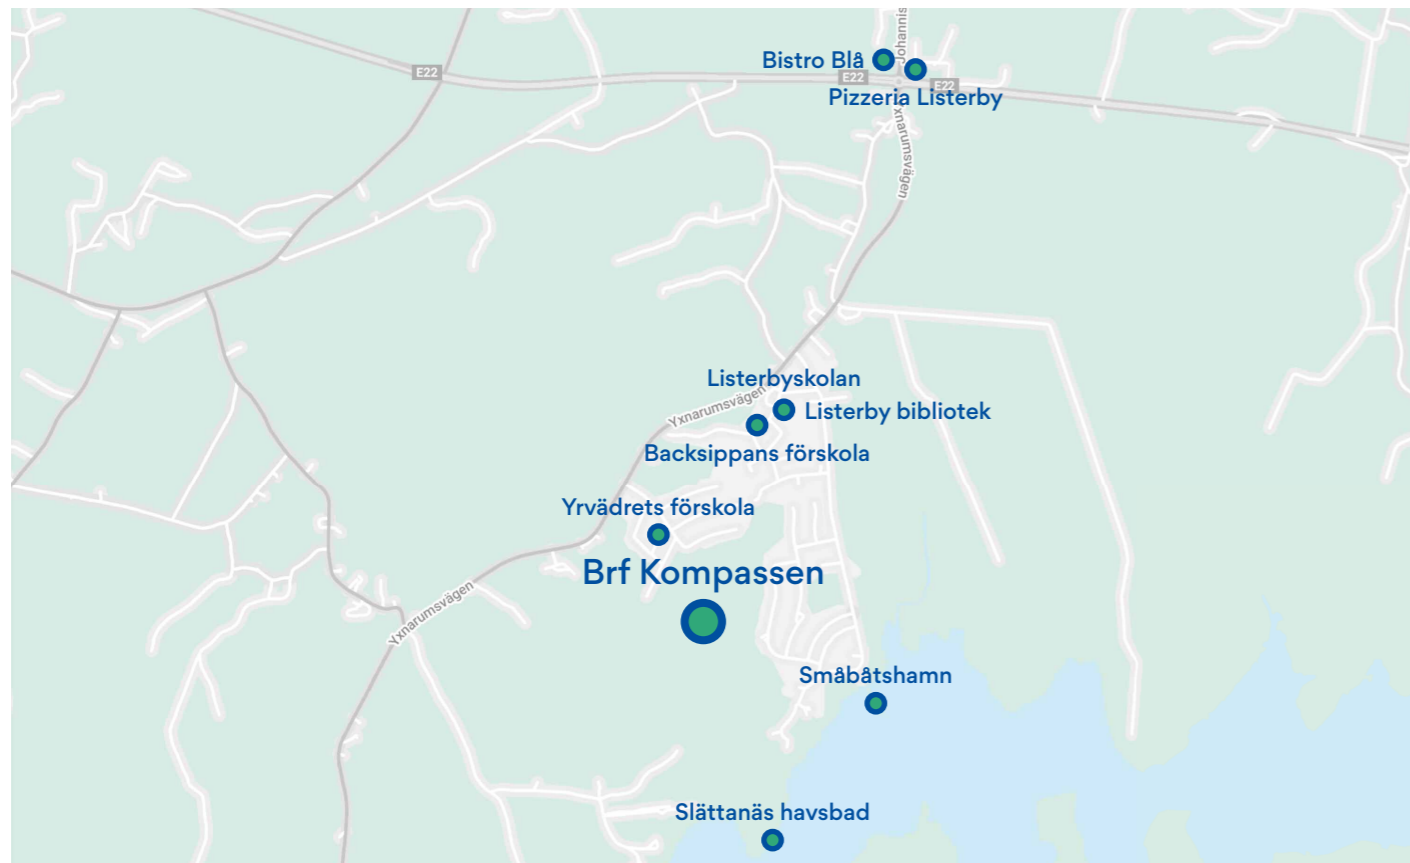 Johannis
Bistro Blå
E22
E22
E22
Pizzeria Listerby
Yxnarumsvägen
Listerbyskolan
Yxnarumsvägen
Listerby bibliotek
Backsippans förskola
Yrvädrets förskola
Brf Kompassen
Yxnarumsvägen
Småbåtshamn
Slättanäs havsbad